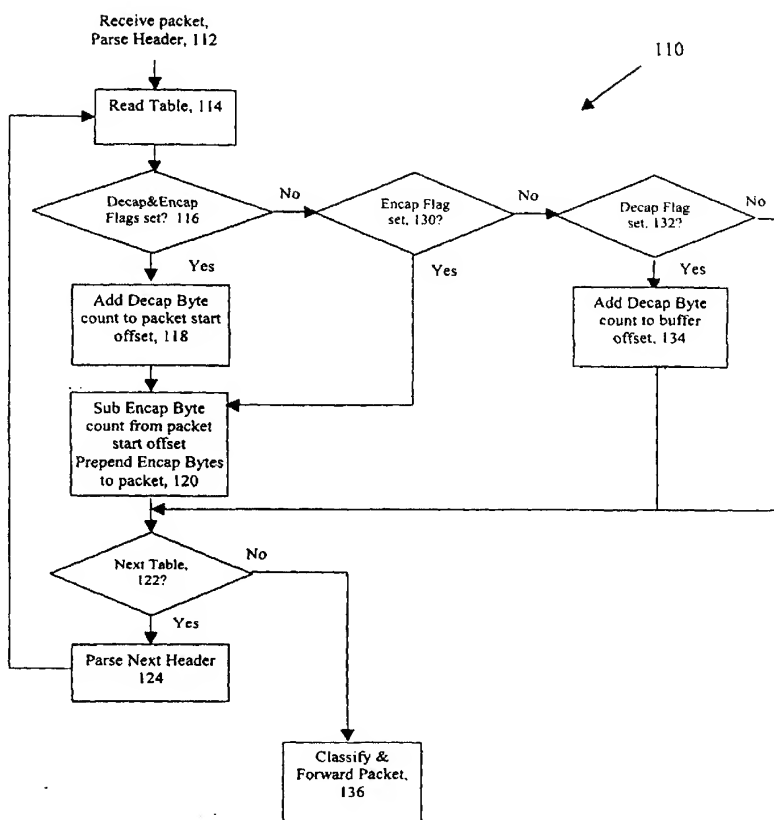 Receive packet,
Parse Header, 112
110
Read Table, 114
Decap&Encap
Flags set? 116
No
Encap Flag
set, 130?
No
Decap Flag
set, 132?
No
Yes
Yes
Yes
Add Decap Byte
count to packet start
offset, 118
Add Decap Byte
count to buffer
offset, 134
Sub Encap Byte
count from packet
start offset
Prepend Encap Bytes
to packet, 120
Next Table,
122?
No
Yes
Parse Next Header
124
Classify &
Forward Packet,
136